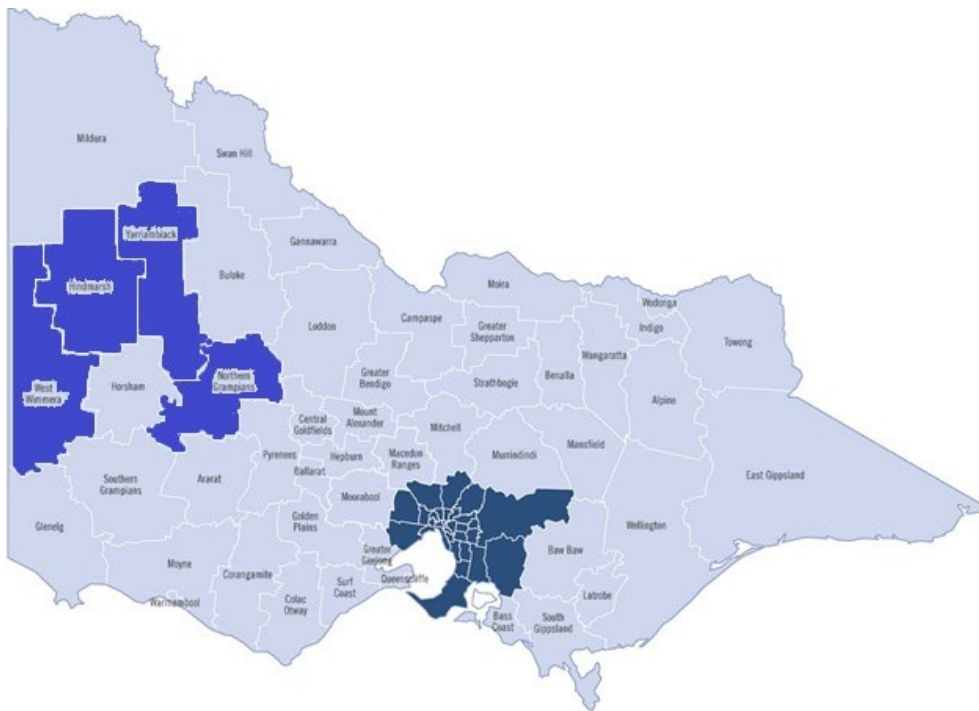 Mildura
Swan Hill
Yarriambiack
Gannawarra
Buloke
Hindmarsh
Moira
Wodonga
Campaspe
Loddon
Greater
Shepparton
Indigo
Wangaratta
Towong
Greater
Bendigo
Strathbogie
Benalla
West
Wimmera
Horsham
Northern
Grampians
Alpine
Mount
Alexander
Central
Goldfields
Mitchell
Mansfield
Pyrenees
Hepburn
Macedon
Ranges
Murrindindi
Ballarat
East Gippsland
Southern
Grampians
Ararat
Moorabool
Golden
Plains
Glenelg
Wellington
Greater
Geelong
Baw Baw
Moyne
Corangamite
Queenscliffe
Surf
Coast
Latrobe
Warrnambool
Colac
Otway
Bass
Coast
South
Gippsland